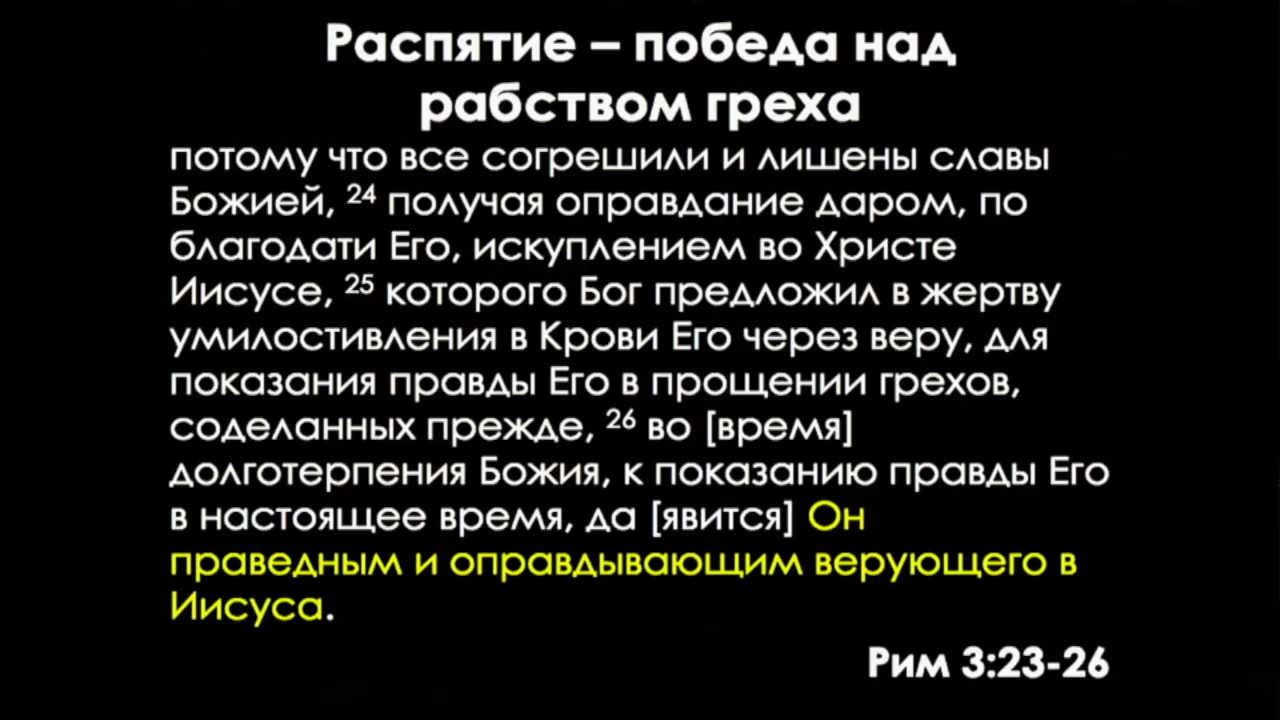 Распятие – победа над
рабством греха
потому что все согрешили и лишены славы
Божией, ²⁴ получая оправдание даром, по
благодати Его, искуплением во Христе
Иисусе, ²⁵ которого Бог предложил в жертву
умилостивления в Крови Его через веру, для
показания правды Его в прощении грехов,
соделанных прежде, ²⁶ во [время]
долготерпения Божия, к показанию правды Его
в настоящее время, да [явится] Он
праведным и оправдывающим верующего в
Иисуса.
Рим 3:23-26